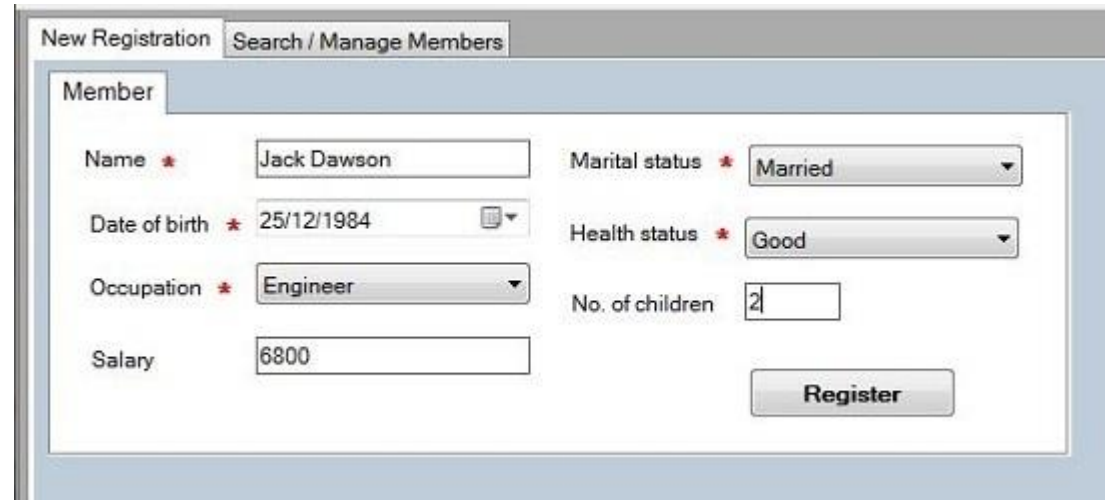 New Registration Search / Manage Members
Member
Name * Jack Dawson
Marital status * Married
Date of birth * 25/12/1984
Health status * Good
Occupation * Engineer
No. of children 2
Salary 6800
Register